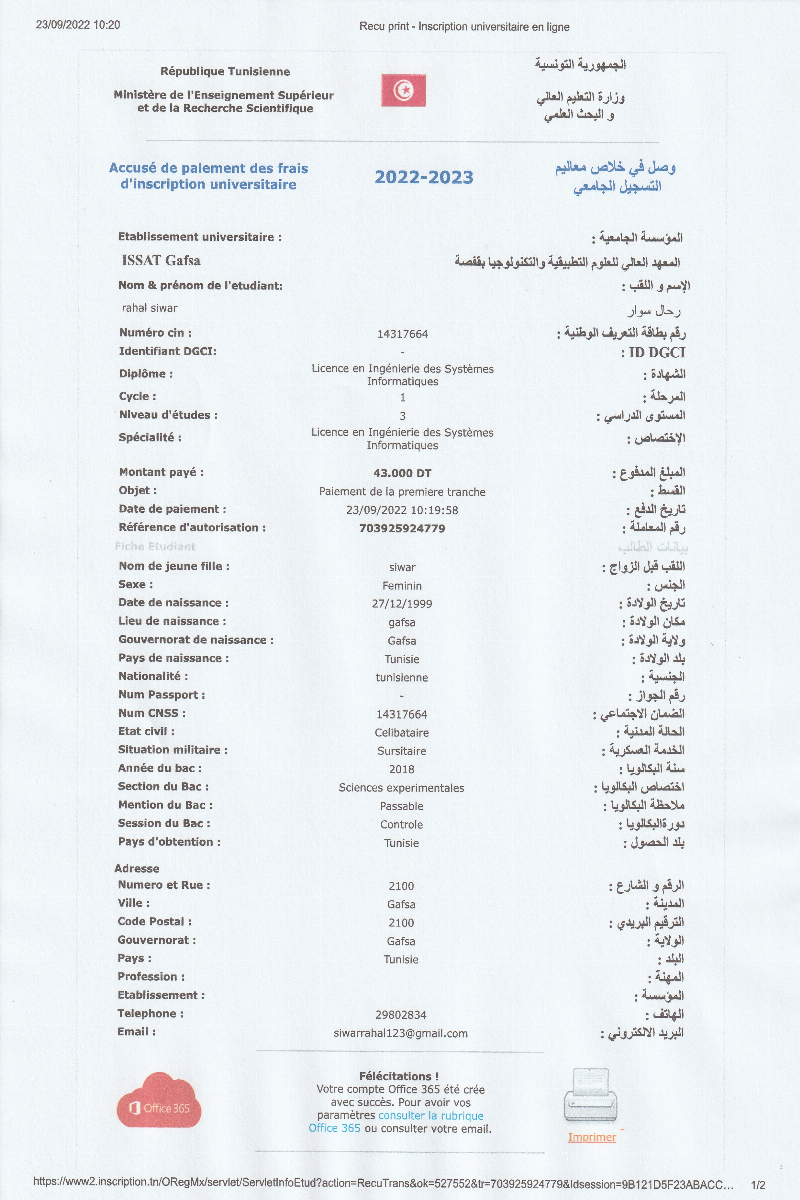 23/09/2022 10:20 Recu print - Inscription universitaire en ligne
République Tunisienne الجمهورية التونسية
Ministère de l'Enseignement Supérieur وزارة التعليم العالي
et de la Recherche Scientifique و البحث العلمي
Accusé de paiement des frais 2022-2023 وصل في خلاص معاليم
d'inscription universitaire التسجيل الجامعي
Etablissement universitaire : المؤسسة الجامعية :
ISSAT Gafsa المعهد العالي للعلوم التطبيقية والتكنولوجيا بقفصة
Nom & prénom de l'etudiant: الإسم و اللقب :
rahal siwar رحال سوار
Numéro cin : 14317664 رقم بطاقة التعريف الوطنية :
Identifiant DGCI: - ID DGCI :
Diplôme : Licence en Ingénierie des Systèmes الشهادة :
Informatiques
Cycle : 1 المرحلة :
Niveau d'études : 3 المستوى الدراسي :
Spécialité : Licence en Ingénierie des Systèmes الإختصاص :
Informatiques
Montant payé : 43.000 DT المبلغ المدفوع :
Objet : Paiement de la premiere tranche القسط :
Date de paiement : 23/09/2022 10:19:58 تاريخ الدفع :
Référence d'autorisation : 703925924779 رقم المعاملة :
Fiche Etudiant بيانات الطالب
Nom de jeune fille : siwar اللقب قبل الزواج :
Sexe : Feminin الجنس :
Date de naissance : 27/12/1999 تاريخ الولادة :
Lieu de naissance : gafsa مكان الولادة :
Gouvernorat de naissance : Gafsa ولاية الولادة :
Pays de naissance : Tunisie بلد الولادة :
Nationalité : tunisienne الجنسية :
Num Passport : - رقم الجواز :
Num CNSS : 14317664 الضمان الاجتماعي :
Etat civil : Celibataire الحالة المدنية :
Situation militaire : Sursitaire الخدمة العسكرية :
Année du bac : 2018 سنة البكالوريا :
Section du Bac : Sciences experimentales اختصاص البكالوريا :
Mention du Bac : Passable ملاحظة البكالوريا :
Session du Bac : Controle دورةالبكالوريا :
Pays d'obtention : Tunisie بلد الحصول :
Adresse
Numero et Rue : 2100 الرقم و الشارع :
Ville : Gafsa المدينة :
Code Postal : 2100 الترقيم البريدي :
Gouvernorat : Gafsa الولاية :
Pays : Tunisie البلد :
Profession : المهنة :
Etablissement : المؤسسة :
Telephone : 29802834 الهاتف :
Email : siwarrahal123@gmail.com البريد الالكتروني :
Félécitations !
Votre compte Office 365 été crée
avec succès. Pour avoir vos
paramètres consulter la rubrique
Office 365 ou consulter votre email.
Office 365
Imprimer
https://www2.inscription.tn/ORegMx/servlet/ServletInfoEtud?action=RecuTrans&ok=527552&tr=703925924779&Idsession=9B121D5F23ABACC... 1/2